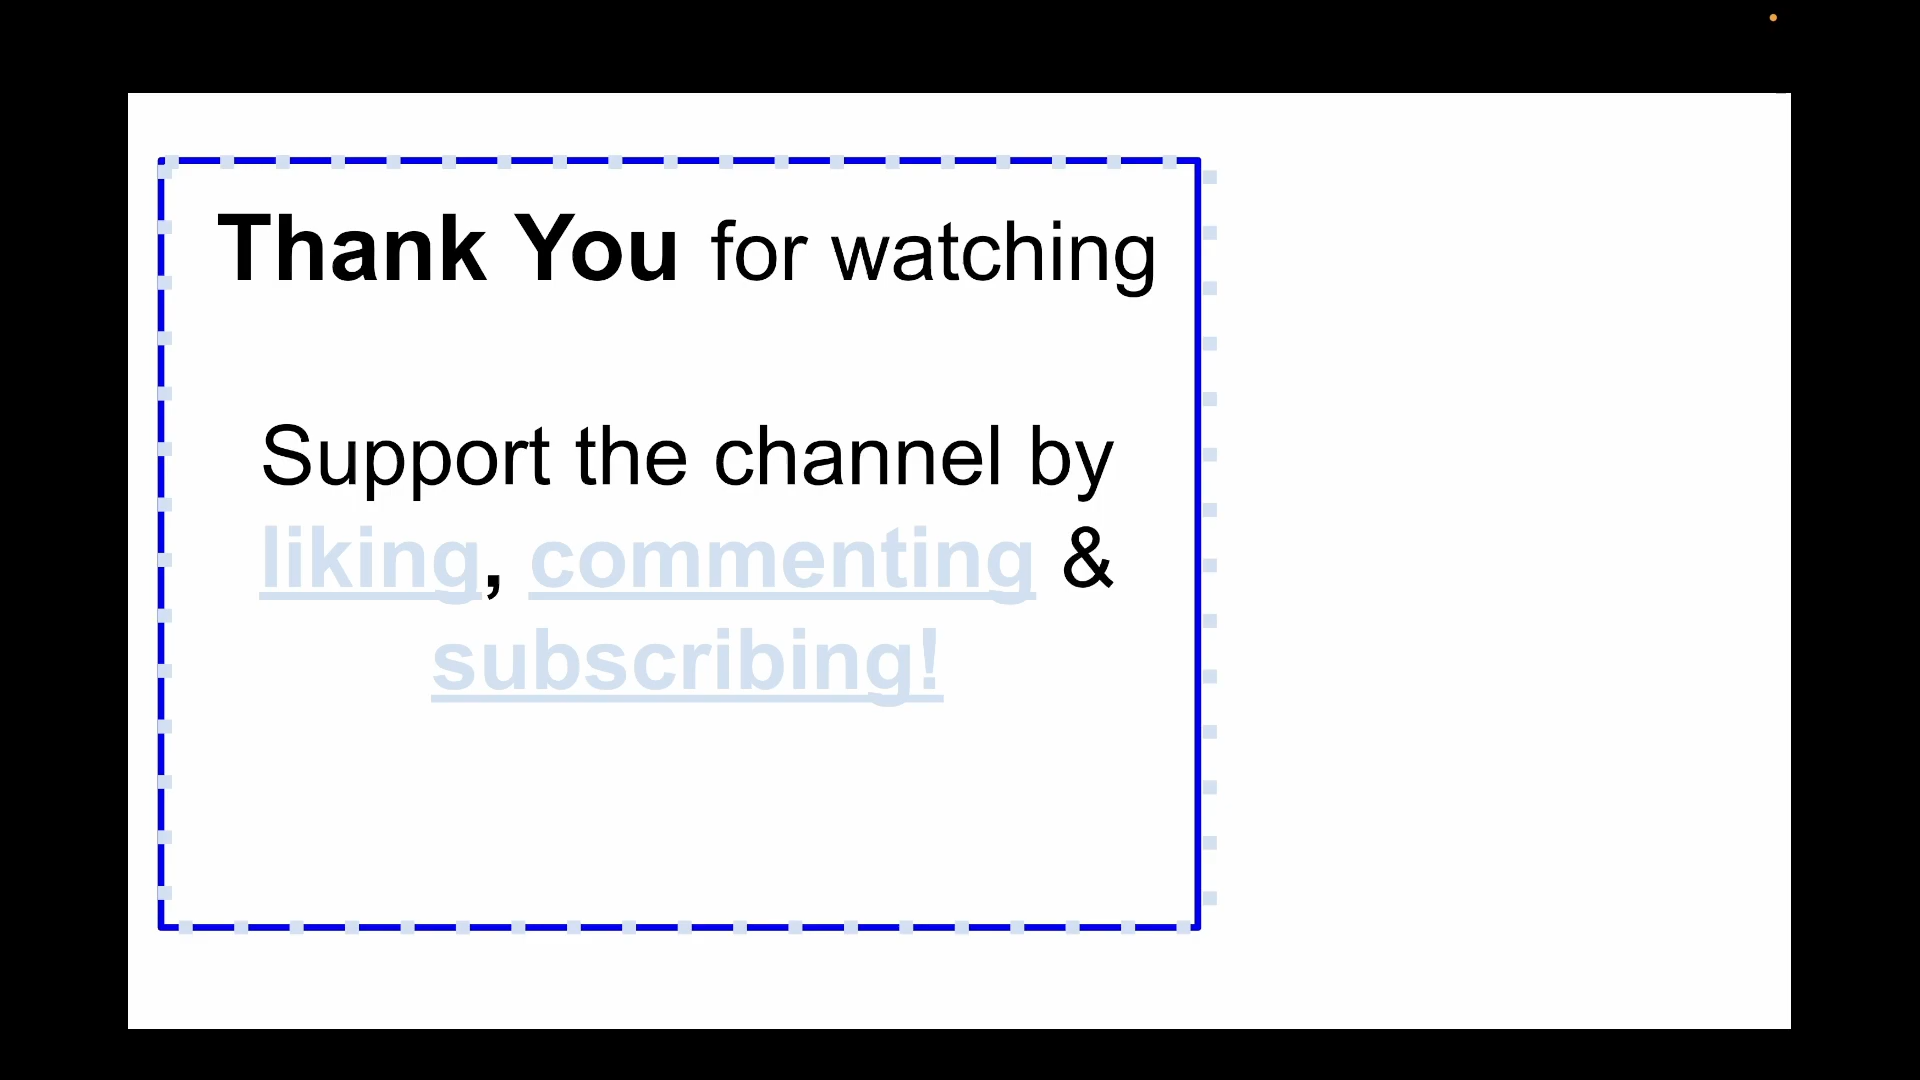 Thank You for watching
Support the channel by
liking, commenting &
subscribing!